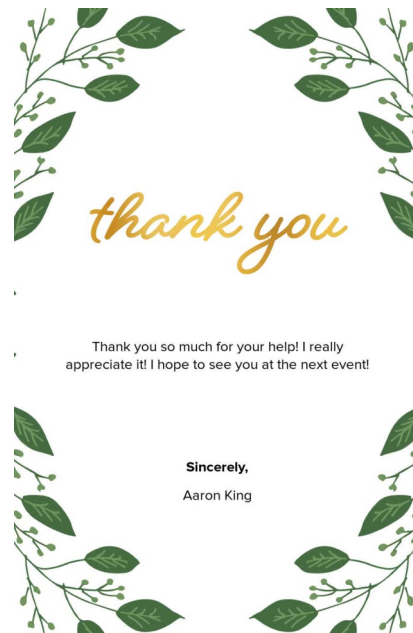 thank you
Thank you so much for your help! I really
appreciate it! I hope to see you at the next event!
Sincerely,
Aaron King